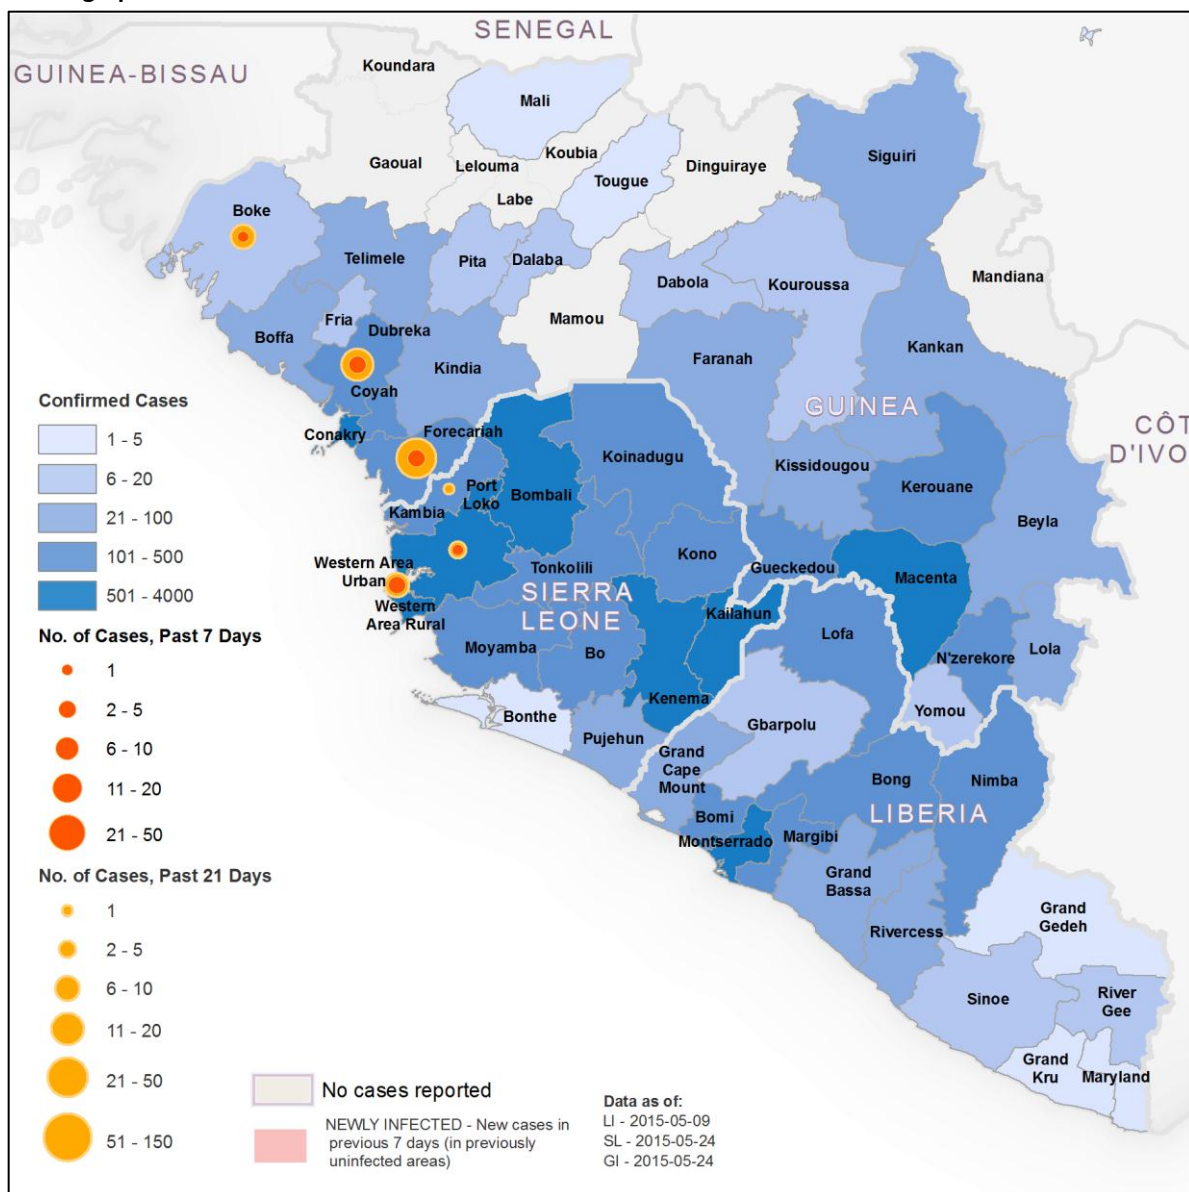 SENEGAL
GUINEA-BISSAU
Koundara
Mali
Gaoual
Lelouma
Koubia
Labe
Tougue
Dinguiraye
Siguiri
Boke
Telimele
Pita
Dalaba
Dabola
Kouroussa
Mandiana
Mamou
Fria
Boffa
Dubreka
Kindia
Faranah
Kankan
Coyah
GUINEA
CÔT
D'IVO
Conakry
Forecariah
Koinadugu
Kissidougou
Kerouane
Beyla
Port
Loko
Bombali
Kambia
Kono
Gueckedou
Macenta
Western Area
Urban
Tonkolili
SIERRA
LEONE
Western
Area Rural
Kailahun
Lofa
Moyamba
Bo
N'zerekore
Lola
Kenema
Yomou
Bonthe
Pujehun
Gbarpolu
Grand
Cape
Mount
Bong
Nimba
LIBERIA
Bomi
Montserrado
Margibi
Grand
Bassa
Rivercess
Grand
Gedeh
Sinoe
River
Gee
Grand
Kru
Maryland
Confirmed Cases
1 - 5
6 - 20
21 - 100
101 - 500
501 - 4000
No. of Cases, Past 7 Days
1
2 - 5
6 - 10
11 - 20
21 - 50
No. of Cases, Past 21 Days
1
2 - 5
6 - 10
11 - 20
21 - 50
51 - 150
No cases reported
NEWLY INFECTED - New cases in
previous 7 days (in previously
uninfected areas)
Data as of:
LI - 2015-05-09
SL - 2015-05-24
GI - 2015-05-24